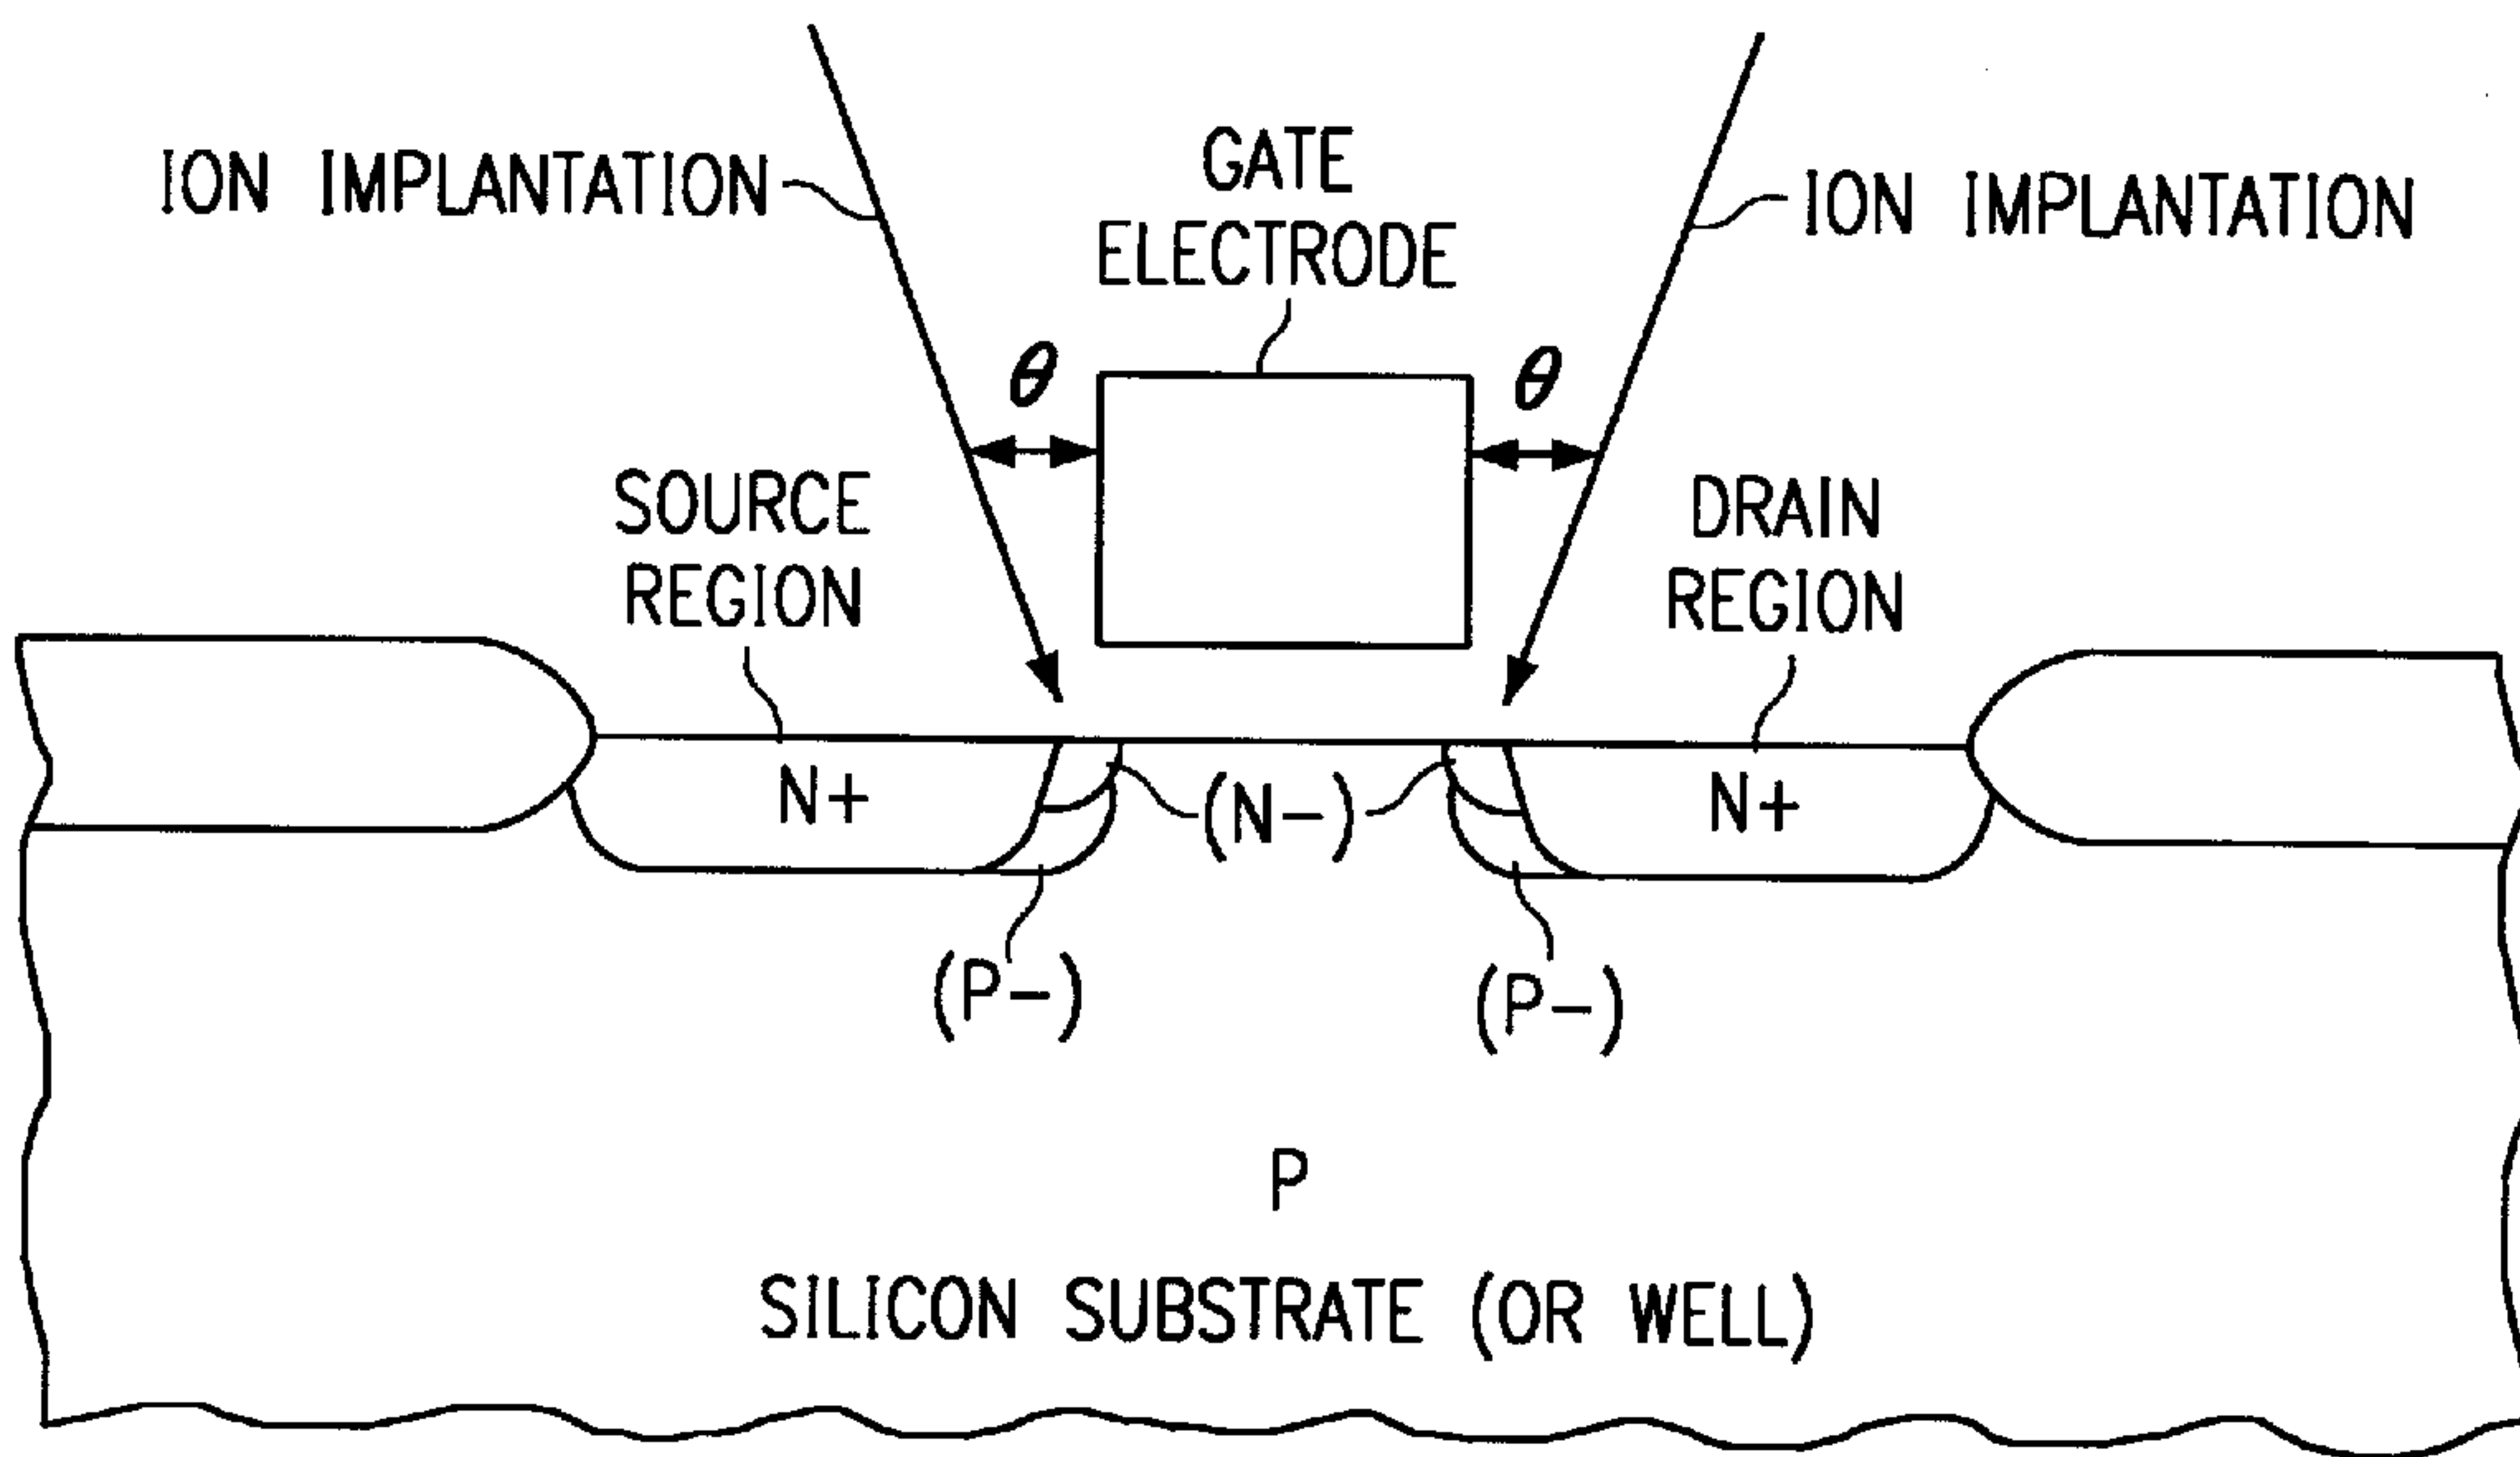 GATE
ELECTRODE
ION IMPLANTATION
ION IMPLANTATION
θ
θ
SOURCE
REGION
DRAIN
REGION
N+
(N-)
N+
(P-)
(P-)
P
SILICON SUBSTRATE (OR WELL)